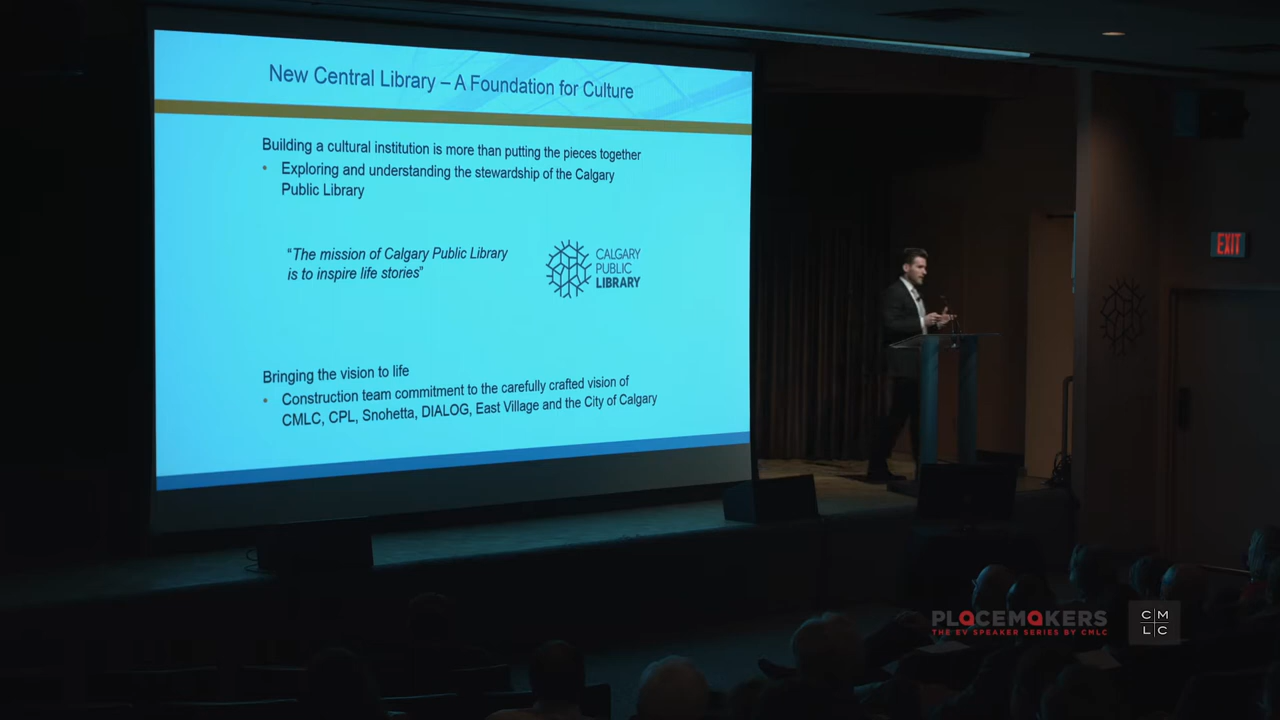 New Central Library – A Foundation for Culture
Building a cultural institution is more than putting the pieces together
• Exploring and understanding the stewardship of the Calgary
Public Library
“The mission of Calgary Public Library
is to inspire life stories”
CALGARY
PUBLIC
LIBRARY
Bringing the vision to life
• Construction team commitment to the carefully crafted vision of
CMLC, CPL, Snohetta, DIALOG, East Village and the City of Calgary
EXIT
PLACEMAKERS
THE EV SPEAKER SERIES BY CMLC
CM
LC